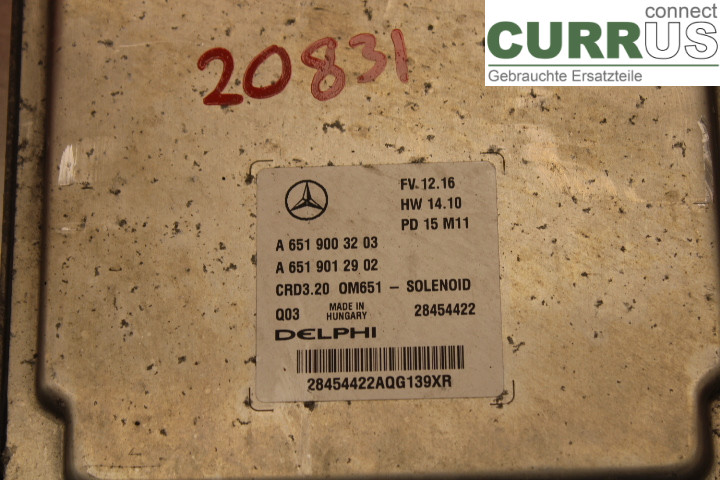 connect
CURRUS
Gebrauchte Ersatzteile
20831
FV 12.16
HW 14.10
PD 15 M11
A 651 900 32 03
A 651 901 29 02
CRD3.20 OM651 - SOLENOID
Q03 MADE IN HUNGARY 28454422
DELPHI
28454422AQG139XR